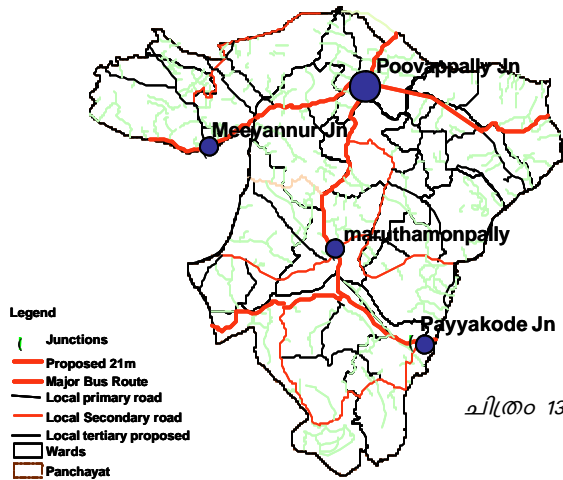 Poovappally Jn
Meeyannur Jn
maruthamonpally
Payyakode Jn
Legend
Junctions
Proposed 21m
Major Bus Route
Local primary road
Local Secondary road
Local tertiary proposed
Wards
Panchayat
ചിത്രം 13